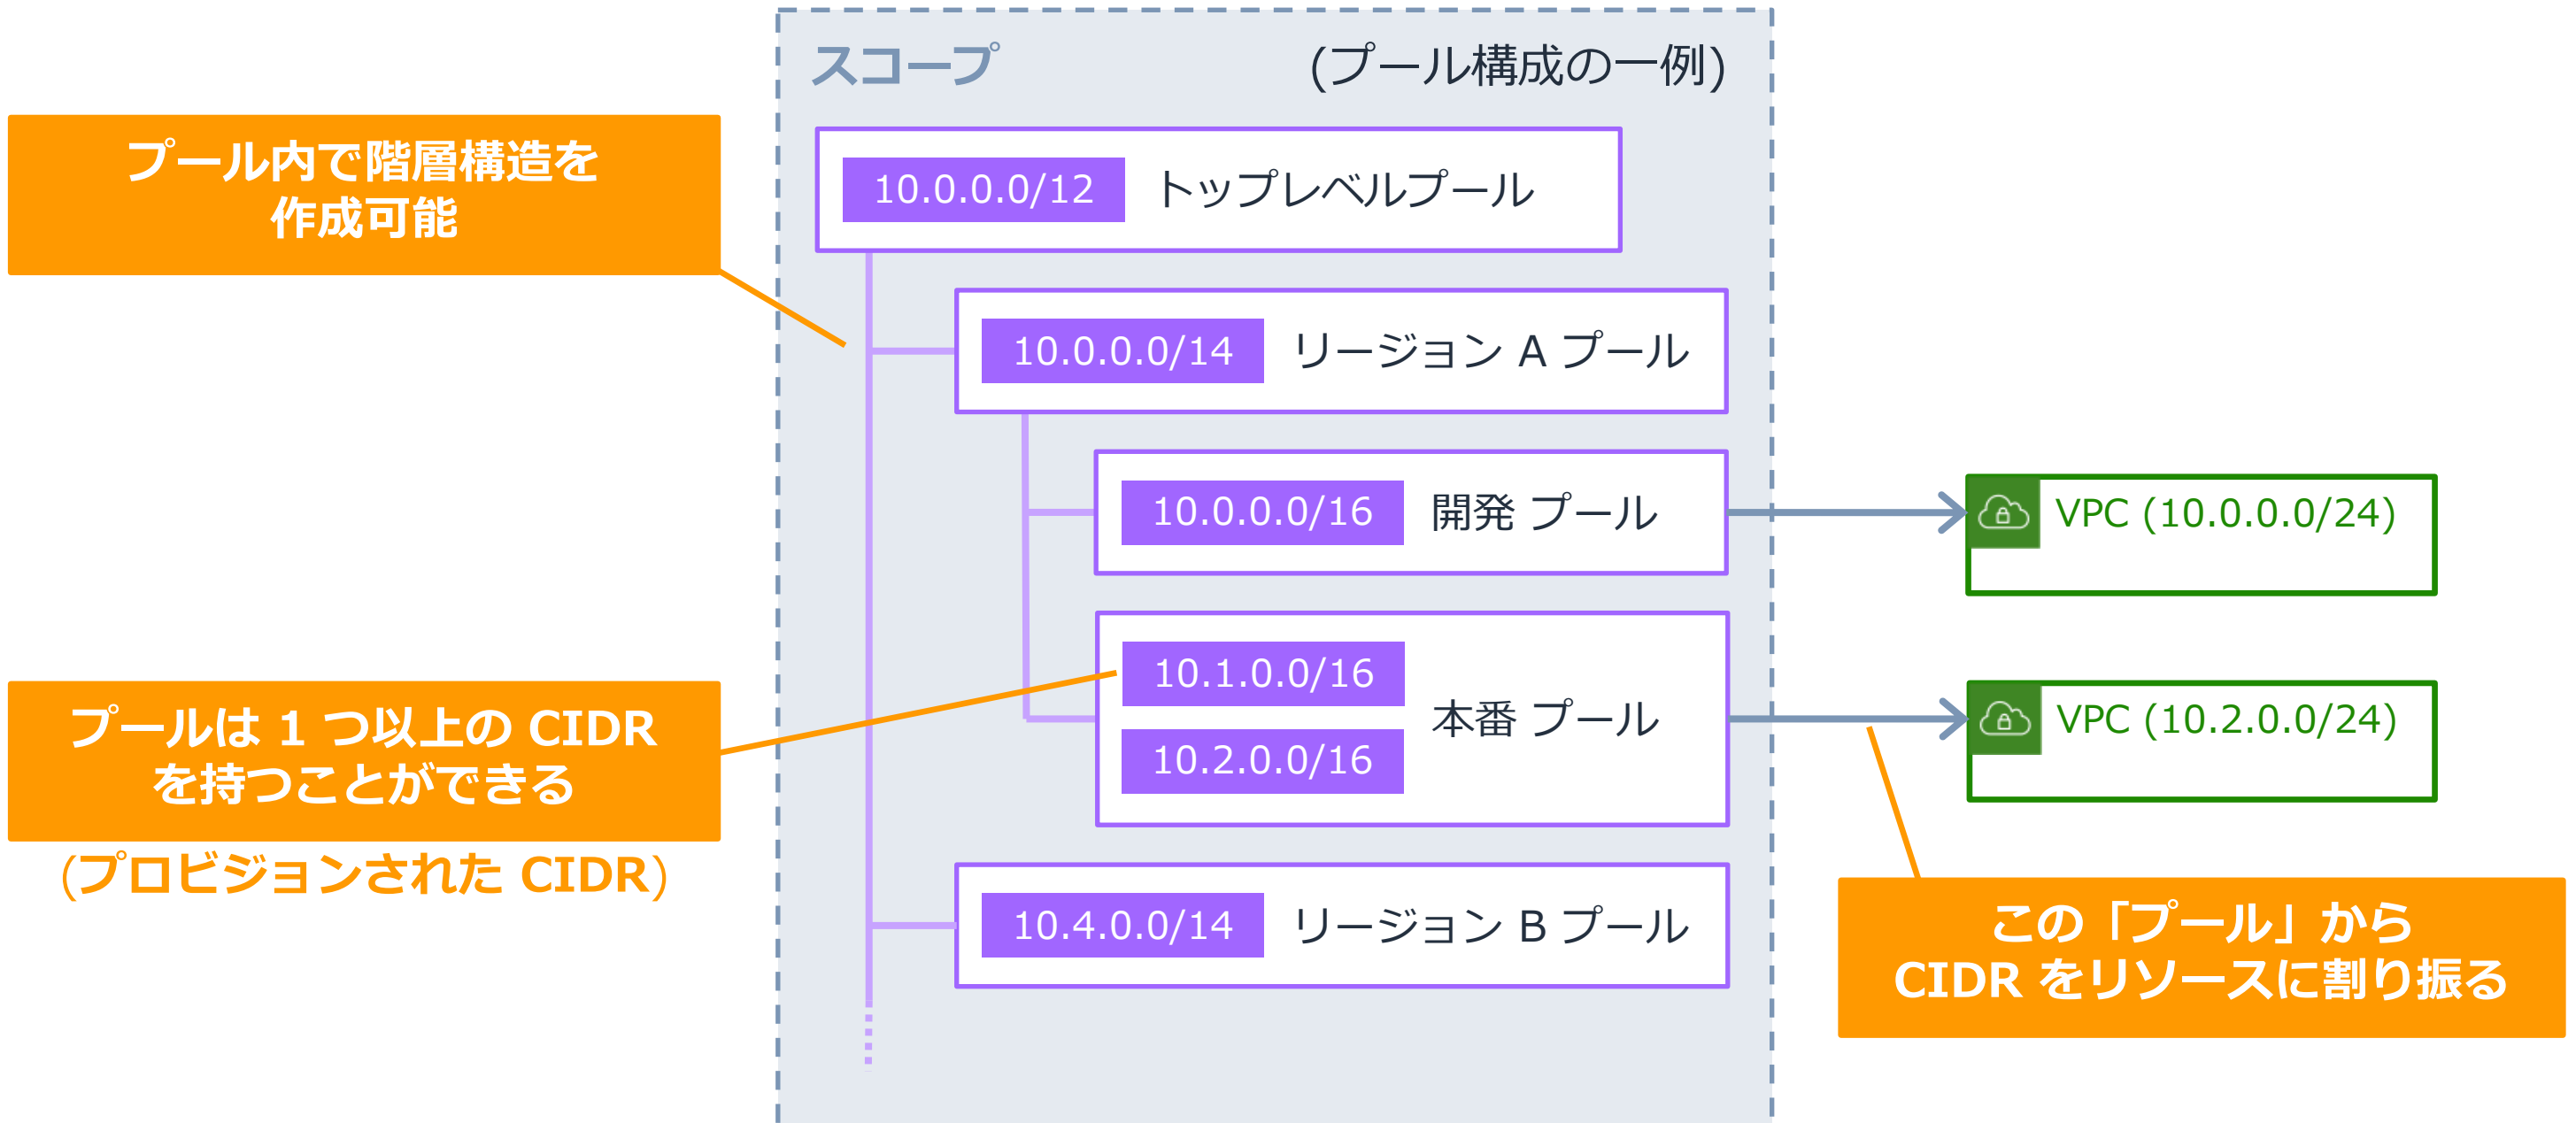 スコープ
(プール構成の一例)
プール内で階層構造を
作成可能
10.0.0.0/12 トップレベルプール
10.0.0.0/14 リージョン A プール
10.0.0.0/16 開発 プール
VPC (10.0.0.0/24)
プールは 1 つ以上の CIDR
を持つことができる
(プロビジョンされた CIDR)
10.1.0.0/16
10.2.0.0/16
本番 プール
VPC (10.2.0.0/24)
10.4.0.0/14 リージョン B プール
この「プール」から
CIDR をリソースに割り振る